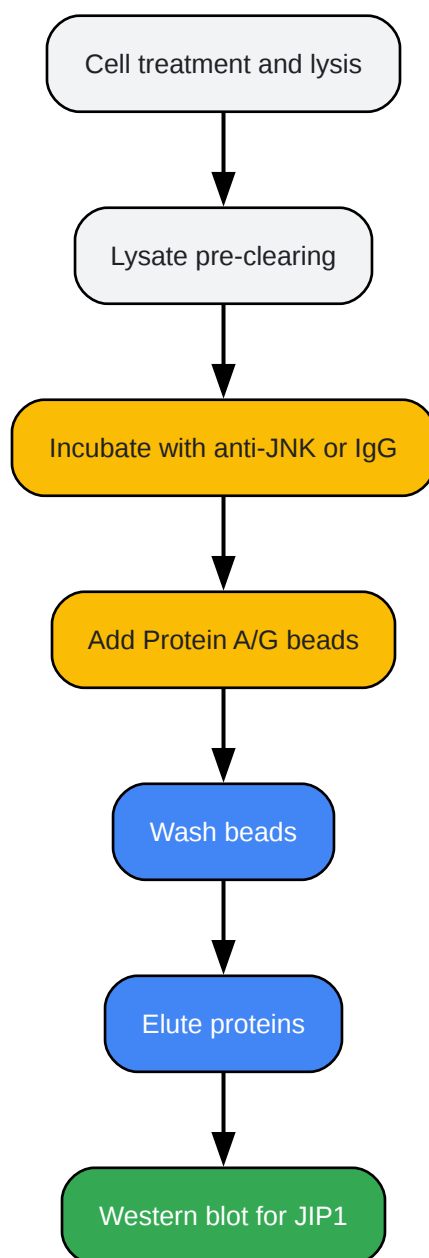 Cell treatment and lysis
Lysate pre-clearing
Incubate with anti-JNK or IgG
Add Protein A/G beads
Wash beads
Elute proteins
Western blot for JIP1